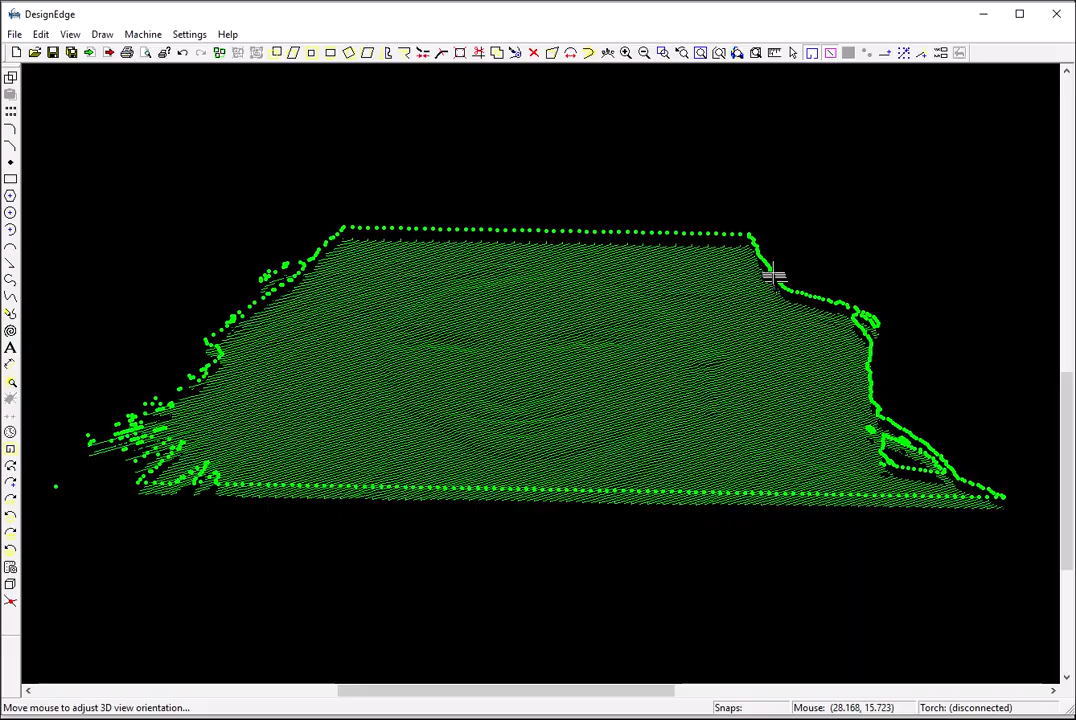 DesignEdge
File Edit View Draw Machine Settings Help
A
Move mouse to adjust 3D view orientation... Snaps: Mouse: (28.168, 15.723) Torch: (disconnected)